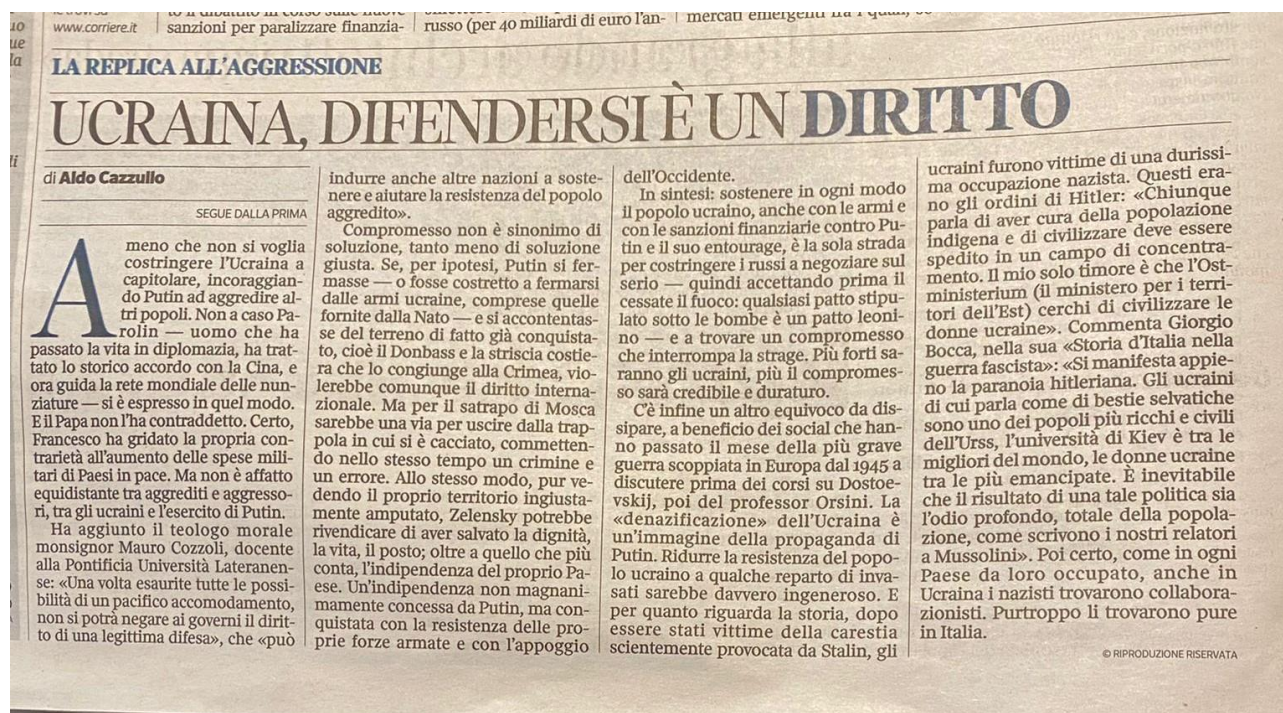 www.corriere.it
sanzioni per paralizzare finanzia-
russo (per 40 miliardi di euro l'an-
mercati emergenti tra i quali, se
LA REPLICA ALL'AGGRESSIONE
UCRAINA, DIFENDERSI È UN DIRITTO
di Aldo Cazzullo
SEGUE DALLA PRIMA
A meno che non si voglia
costringere l'Ucraina a
capitolare, incoraggian-
do Putin ad aggredire al-
tri popoli. Non a caso Pa-
rolin — uomo che ha
passato la vita in diplomazia, ha trat-
tato lo storico accordo con la Cina, e
ora guida la rete mondiale delle nun-
ziature — si è espresso in quel modo.
E il Papa non l'ha contraddetto. Certo,
Francesco ha gridato la propria con-
trarietà all'aumento delle spese mili-
tari di Paesi in pace. Ma non è affatto
equidistante tra aggrediti e aggresso-
ri, tra gli ucraini e l'esercito di Putin.
Ha aggiunto il teologo morale
monsignor Mauro Cozzoli, docente
alla Pontificia Università Lateranen-
se: «Una volta esaurite tutte le possi-
bilità di un pacifico accomodamento,
non si potrà negare ai governi il dirit-
to di una legittima difesa», che «può
indurre anche altre nazioni a soste-
nere e aiutare la resistenza del popolo
aggredito».
Compromesso non è sinonimo di
soluzione, tanto meno di soluzione
giusta. Se, per ipotesi, Putin si fer-
masse — o fosse costretto a fermarsi
dalle armi ucraine, comprese quelle
fornite dalla Nato — e si accontentas-
se del terreno di fatto già conquista-
to, cioè il Donbass e la striscia costie-
ra che lo congiunge alla Crimea, vio-
lerebbe comunque il diritto interna-
zionale. Ma per il satrapo di Mosca
sarebbe una via per uscire dalla trap-
pola in cui si è cacciato, commetten-
do nello stesso tempo un crimine e
un errore. Allo stesso modo, pur ve-
dendo il proprio territorio ingiusta-
mente amputato, Zelensky potrebbe
rivendicare di aver salvato la dignità,
la vita, il posto; oltre a quello che più
conta, l'indipendenza del proprio Pa-
ese. Un'indipendenza non magnani-
mamente concessa da Putin, ma con-
quistata con la resistenza delle pro-
prie forze armate e con l'appoggio
dell'Occidente.
In sintesi: sostenere in ogni modo
il popolo ucraino, anche con le armi e
con le sanzioni finanziarie contro Pu-
tin e il suo entourage, è la sola strada
per costringere i russi a negoziare sul
serio — quindi accettando prima il
cessate il fuoco: qualsiasi patto stipu-
lato sotto le bombe è un patto leoni-
no — e a trovare un compromesso
che interrompa la strage. Più forti sa-
ranno gli ucraini, più il compromes-
so sarà credibile e duraturo.
C'è infine un altro equivoco da dis-
sipare, a beneficio dei social che han-
no passato il mese della più grave
guerra scoppiata in Europa dal 1945 a
discutere prima dei corsi su Dostoe-
vskij, poi del professor Orsini. La
«denazificazione» dell'Ucraina è
un'immagine della propaganda di
Putin. Ridurre la resistenza del popo-
lo ucraino a qualche reparto di inva-
sati sarebbe davvero ingeneroso. E
per quanto riguarda la storia, dopo
essere stati vittime della carestia
scientemente provocata da Stalin, gli
ucraini furono vittime di una durissi-
ma occupazione nazista. Questi era-
no gli ordini di Hitler: «Chiunque
parla di aver cura della popolazione
indigena e di civilizzare deve essere
spedito in un campo di concentra-
mento. Il mio solo timore è che l'Ost-
ministerium (il ministero per i terri-
tori dell'Est) cerchi di civilizzare le
donne ucraine». Commenta Giorgio
Bocca, nella sua «Storia d'Italia nella
guerra fascista»: «Si manifesta appie-
no la paranoia hitleriana. Gli ucraini
di cui parla come di bestie selvatiche
sono uno dei popoli più ricchi e civili
dell'Urss, l'università di Kiev è tra le
migliori del mondo, le donne ucraine
tra le più emancipate. È inevitabile
che il risultato di una tale politica sia
l'odio profondo, totale della popola-
zione, come scrivono i nostri relatori
a Mussolini». Poi certo, come in ogni
Paese da loro occupato, anche in
Ucraina i nazisti trovarono collabora-
zionisti. Purtroppo li trovarono pure
in Italia.
© RIPRODUZIONE RISERVATA